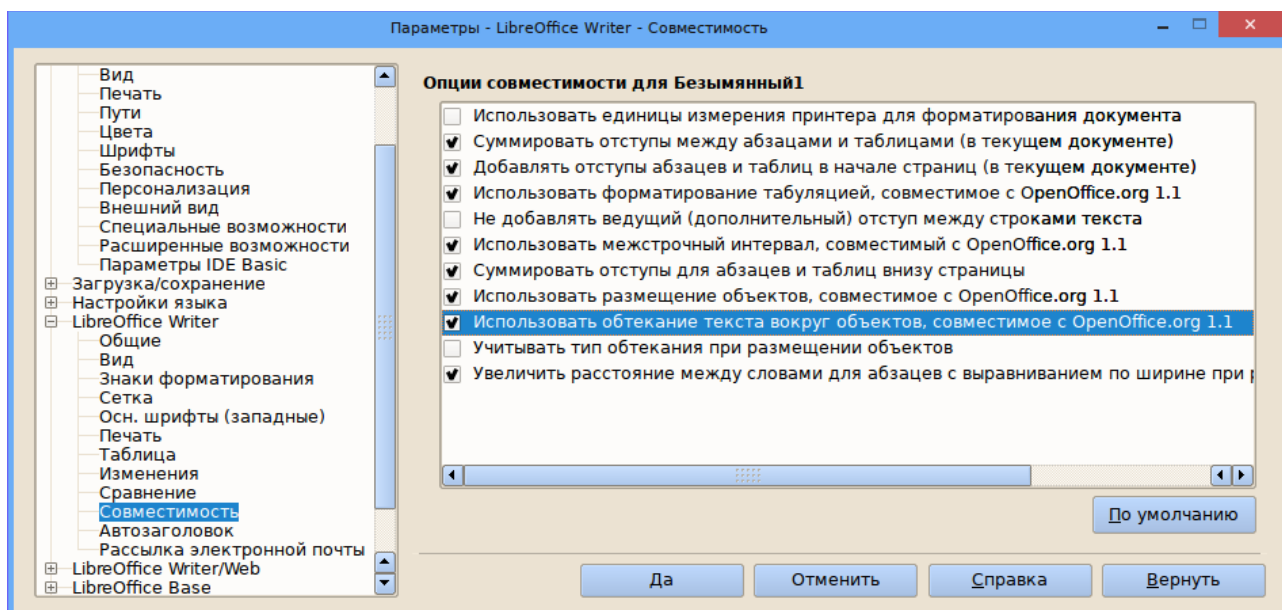 Параметры - LibreOffice Writer - Совместимость
Вид
Печать
Пути
Цвета
Шрифты
Безопасность
Персонализация
Внешний вид
Специальные возможности
Расширенные возможности
Параметры IDE Basic
Загрузка/сохранение
Настройки языка
LibreOffice Writer
Общие
Вид
Знаки форматирования
Сетка
Осн. шрифты (западные)
Печать
Таблица
Изменения
Сравнение
Совместимость
Автозаголовок
Рассылка электронной почты
LibreOffice Writer/Web
LibreOffice Base
Опции совместимости для Безымянный1
Использовать единицы измерения принтера для форматирования документа
Суммировать отступы между абзацами и таблицами (в текущем документе)
Добавлять отступы абзацев и таблиц в начале страниц (в текущем документе)
Использовать форматирование табуляцией, совместимое с OpenOffice.org 1.1
Не добавлять ведущий (дополнительный) отступ между строками текста
Использовать межстрочный интервал, совместимый с OpenOffice.org 1.1
Суммировать отступы для абзацев и таблиц внизу страницы
Использовать размещение объектов, совместимое с OpenOffice.org 1.1
Использовать обтекание текста вокруг объектов, совместимое с OpenOffice.org 1.1
Учитывать тип обтекания при размещении объектов
Увеличить расстояние между словами для абзацев с выравниванием по ширине при
По умолчанию
Да Отменить Справка Вернуть